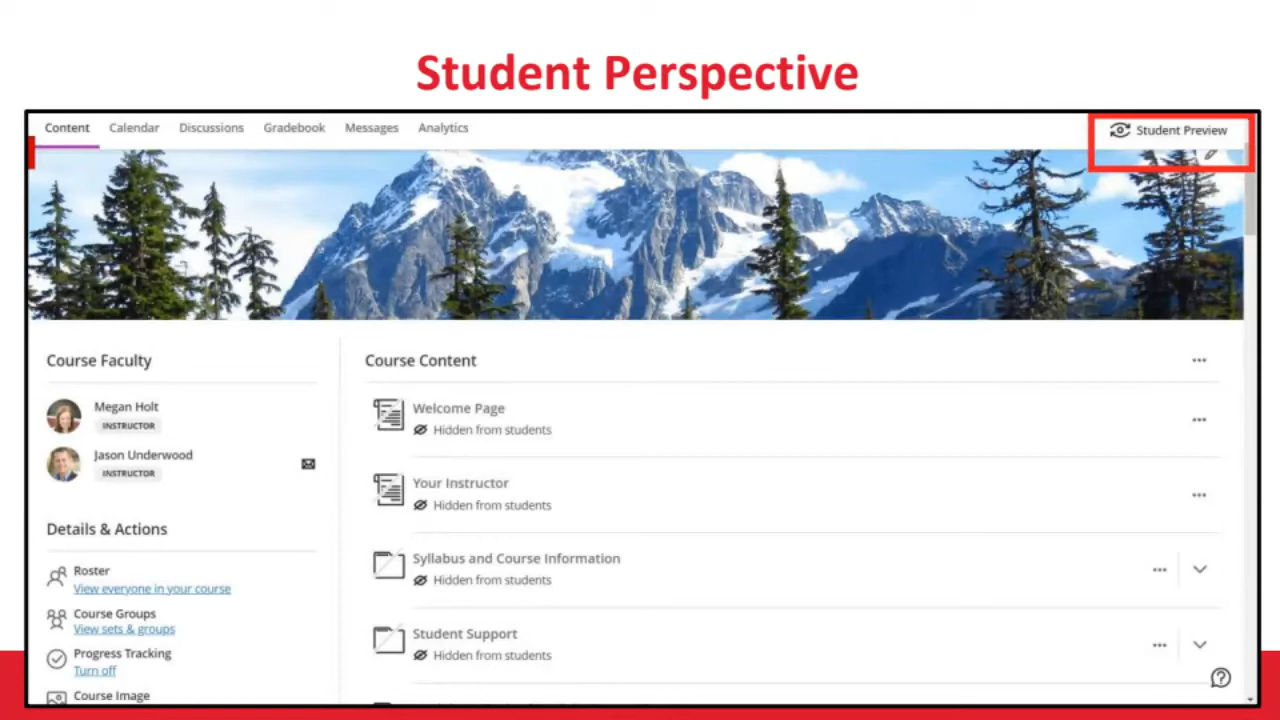 Student Perspective
Content Calendar Discussions Gradebook Messages Analytics
Student Preview
Course Faculty
Megan Holt
INSTRUCTOR
Jason Underwood
INSTRUCTOR
Details & Actions
Roster
View everyone in your course
Course Groups
View sets & groups
Progress Tracking
Turn off
Course Image
Course Content
Welcome Page
Hidden from students
Your Instructor
Hidden from students
Syllabus and Course Information
Hidden from students
Student Support
Hidden from students